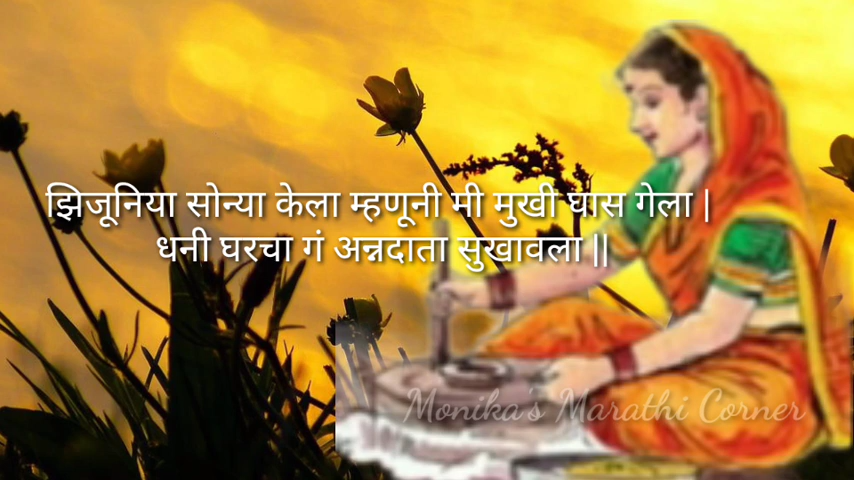 झिजूनिया सोन्या केला म्हणूनी मी मुखी घास गेला |
धनी घरचा गं अन्नदाता सुखावला ||
Monika's Marathi Corner